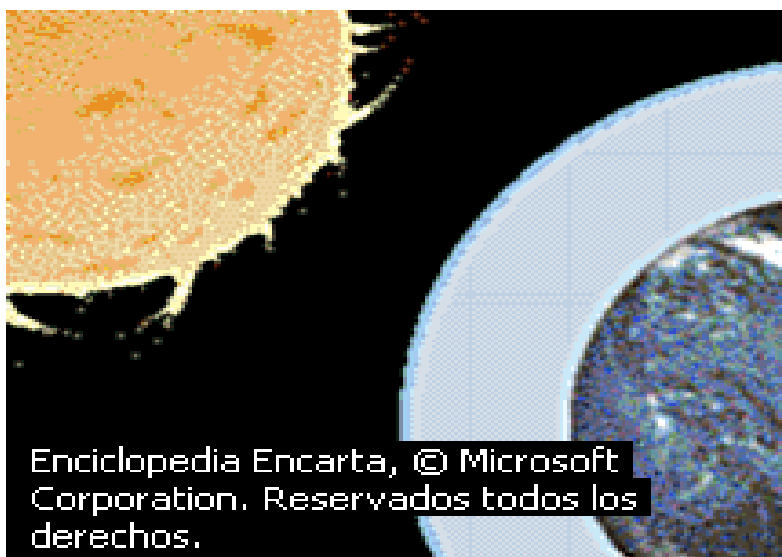 Enciclopedia Encarta, © Microsoft
Corporation. Reservados todos los
derechos.